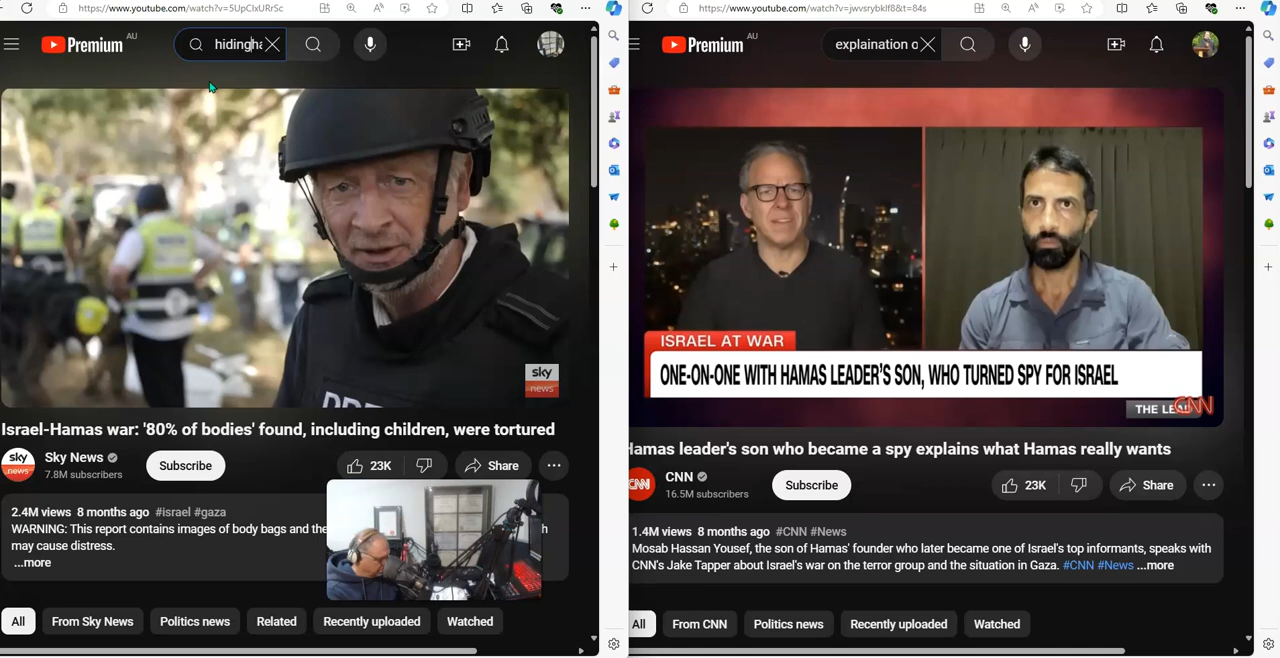 https://www.youtube.com/watch?v=5UpClxUrrSc
Premium AU
hidingha
sky
news
Israel-Hamas war: '80% of bodies' found, including children, were tortured
sky
news
Sky News
7.8M subscribers
Subscribe
23K
Share
2.4M views 8 months ago #israel #gaza
WARNING: This report contains images of body bags and the
h
may cause distress.
...more
All
From Sky News
Politics news
Related
Recently uploaded
Watched
https://www.youtube.com/watch?v=jwvsrybklf8&t=84s
Premium AU
explaination o
ISRAEL AT WAR
ONE-ON-ONE WITH HAMAS LEADER'S SON, WHO TURNED SPY FOR ISRAEL
THE LEA
CNN
Hamas leader's son who became a spy explains what Hamas really wants
CNN
CNN
16.5M subscribers
Subscribe
23K
Share
1.4M views 8 months ago #CNN #News
Mosab Hassan Yousef, the son of Hamas' founder who later became one of Israel's top informants, speaks with
CNN's Jake Tapper about Israel's war on the terror group and the situation in Gaza. #CNN #News ...more
All
From CNN
Politics news
Recently uploaded
Watched